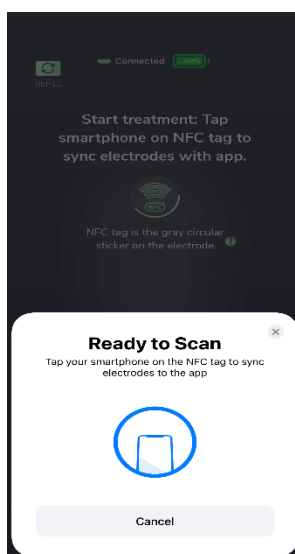 Connected 100%
REFILL
Start treatment: Tap
smartphone on NFC tag to
sync electrodes with app.
NFC
NFC tag is the gray circular
sticker on the electrode. ?
Ready to Scan
Tap your smartphone on the NFC tag to sync
electrodes to the app
Cancel